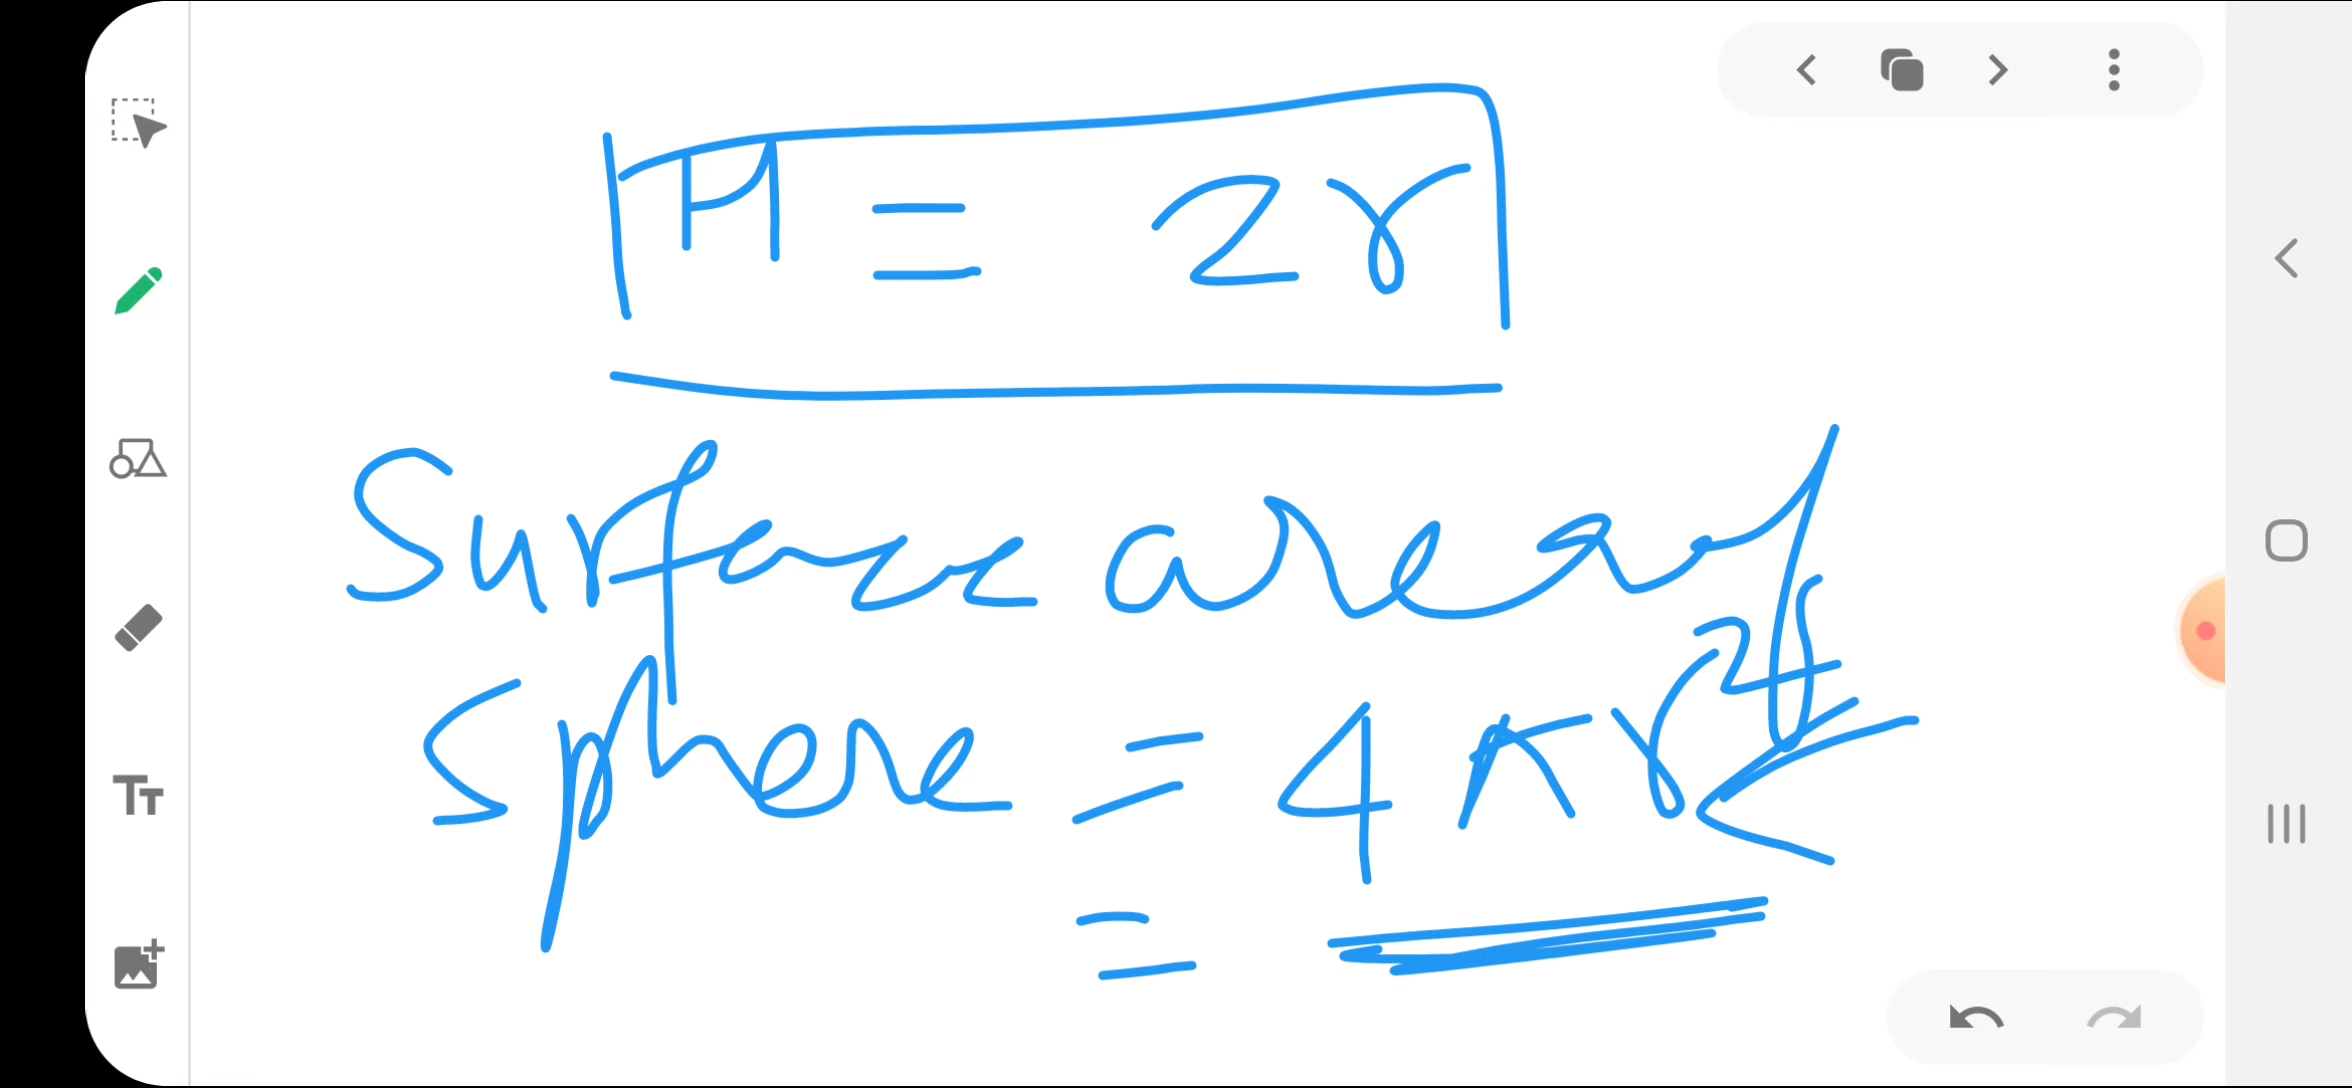 H = 2r
Surface area of
Sphere = 4πr²
=